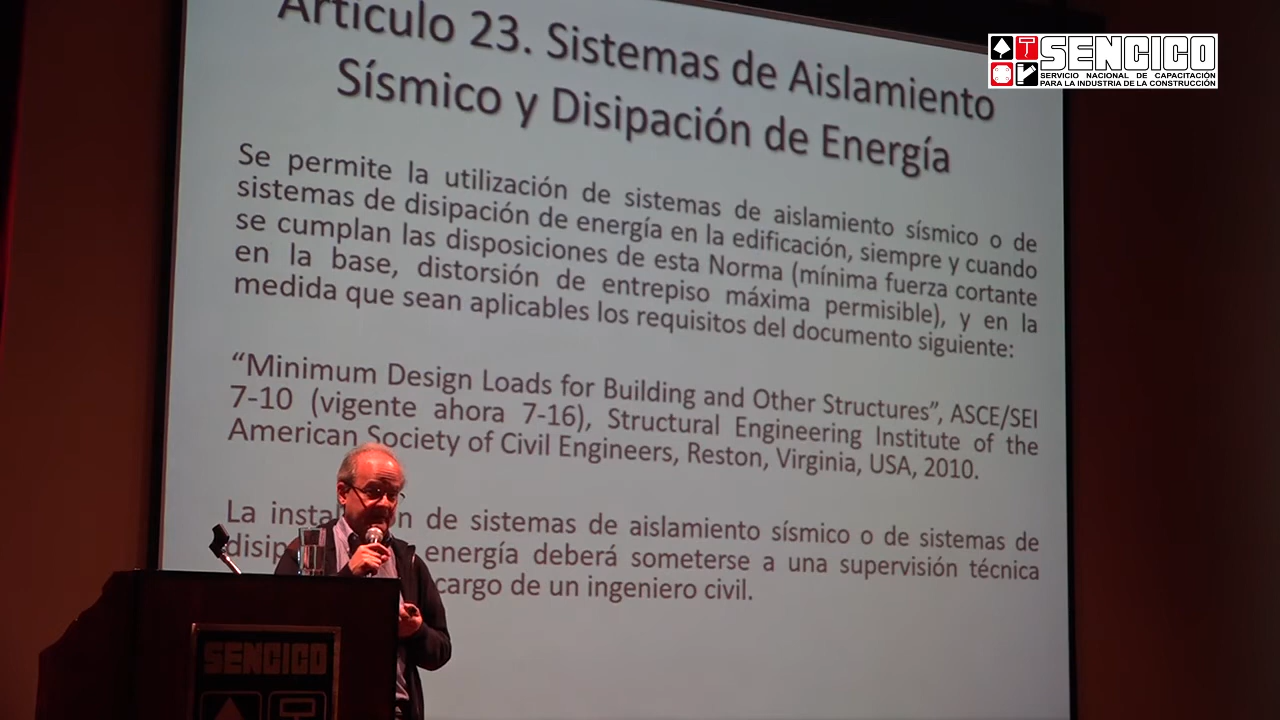 Artículo 23. Sistemas de Aislamiento
Sísmico y Disipación de Energía
SENCICO
SERVICIO NACIONAL DE CAPACITACIÓN
PARA LA INDUSTRIA DE LA CONSTRUCCIÓN
Se permite la utilización de sistemas de aislamiento sísmico o de
sistemas de disipación de energía en la edificación, siempre y cuando
se cumplan las disposiciones de esta Norma (mínima fuerza cortante
en la base, distorsión de entrepiso máxima permisible), y en la
medida que sean aplicables los requisitos del documento siguiente:
“Minimum Design Loads for Building and Other Structures”, ASCE/SEI
7-10 (vigente ahora 7-16), Structural Engineering Institute of the
American Society of Civil Engineers, Reston, Virginia, USA, 2010.
La de sistemas de aislamiento sísmico o de sistemas de
energía deberá someterse a una supervisión técnica
cargo de un ingeniero civil.
SENCICO